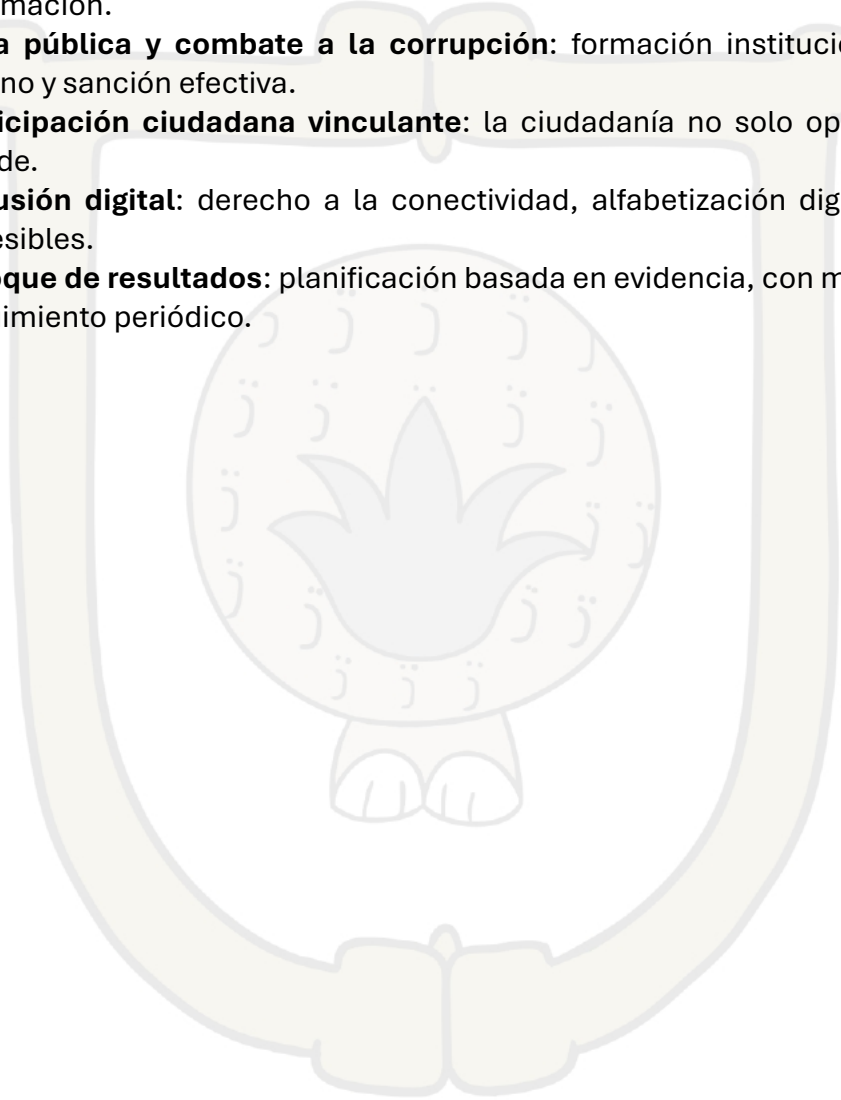 mación.
a pública y combate a la corrupción: formación institucio
no y sanción efectiva.
icipación ciudadana vinculante: la ciudadanía no solo op
de.
usión digital: derecho a la conectividad, alfabetización dig
esibles.
oque de resultados: planificación basada en evidencia, con m
imiento periódico.